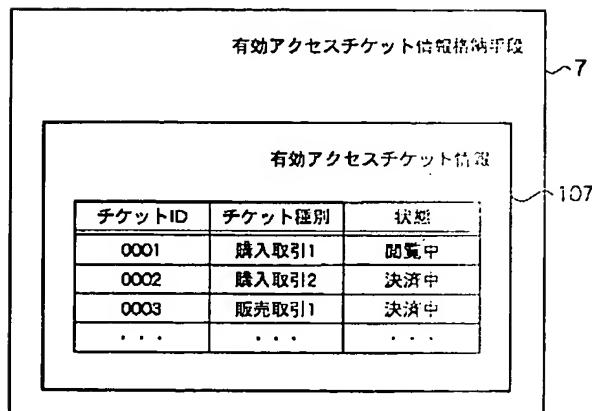 有効アクセスチケット情報格納手段
7
有効アクセスチケット情報
107
チケットID チケット種別 状態
0001 購入取引1 閲覧中
0002 購入取引2 決済中
0003 販売取引1 決済中
・・・ ・・・ ・・・